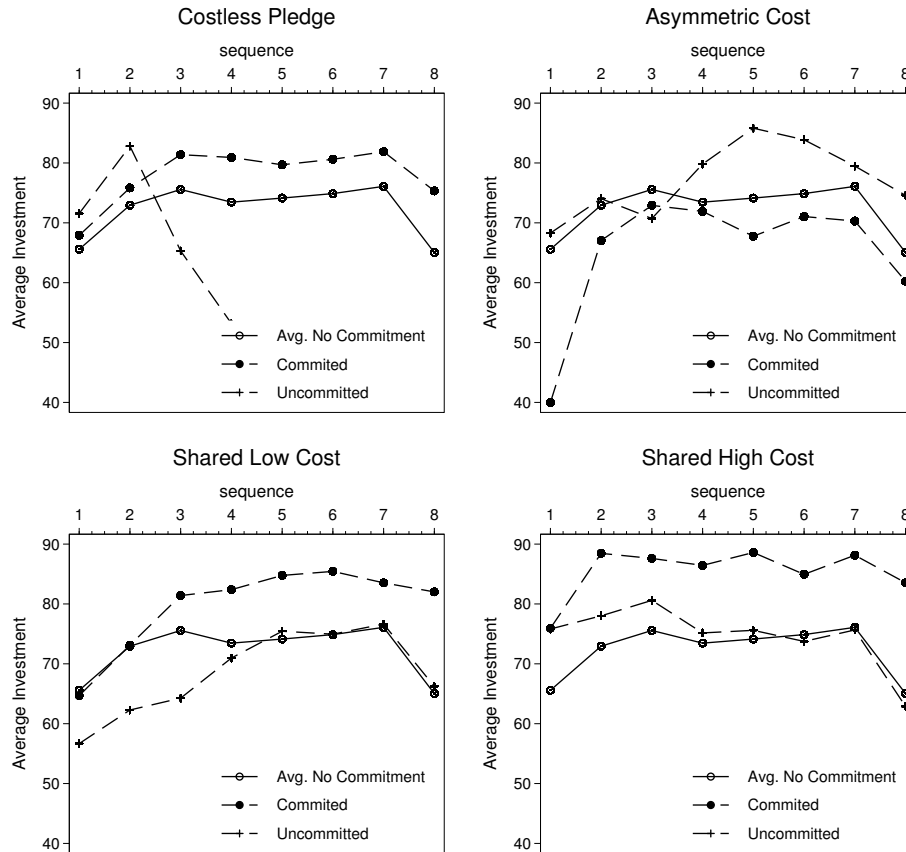 Costless Pledge
sequence
1 2 3 4 5 6 7 8
90
80
70
60
50
40
Average Investment
Avg. No Commitment
Commited
Uncommitted
Asymmetric Cost
sequence
1 2 3 4 5 6 7 8
90
80
70
60
50
40
Average Investment
Avg. No Commitment
Commited
Uncommitted
Shared Low Cost
sequence
1 2 3 4 5 6 7 8
90
80
70
60
50
40
Average Investment
Avg. No Commitment
Commited
Uncommitted
Shared High Cost
sequence
1 2 3 4 5 6 7 8
90
80
70
60
50
40
Average Investment
Avg. No Commitment
Commited
Uncommitted